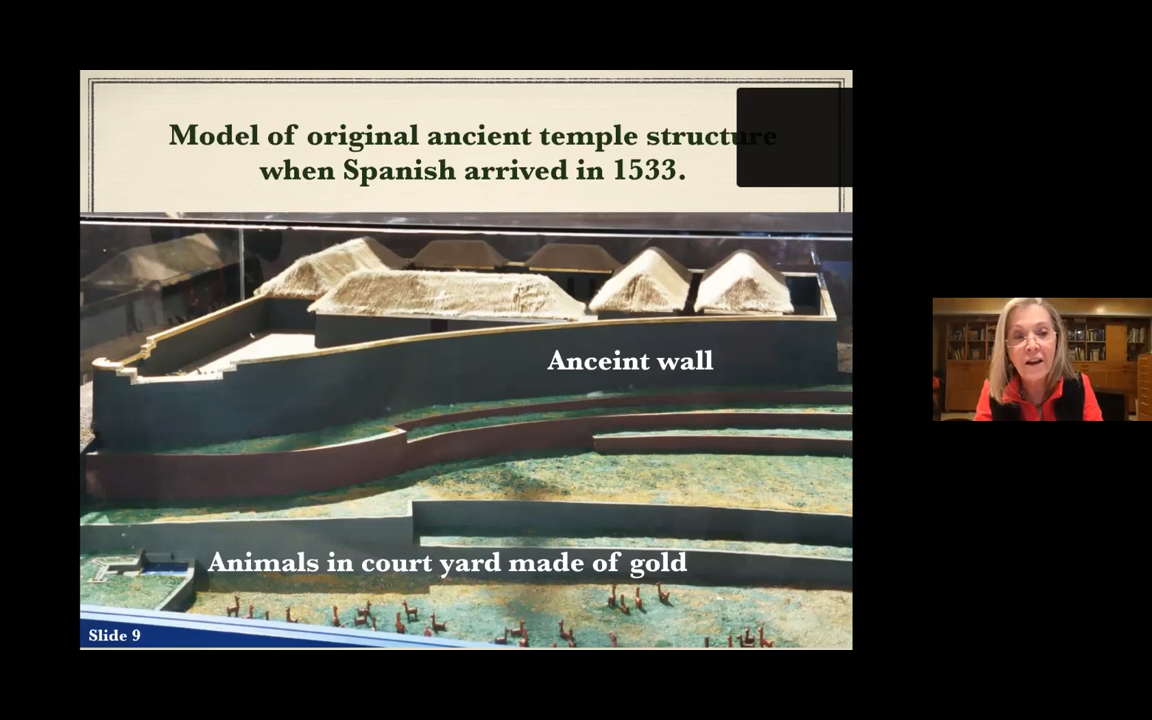 Model of original ancient temple structure
when Spanish arrived in 1533.
Anceint wall
Animals in court yard made of gold
Slide 9